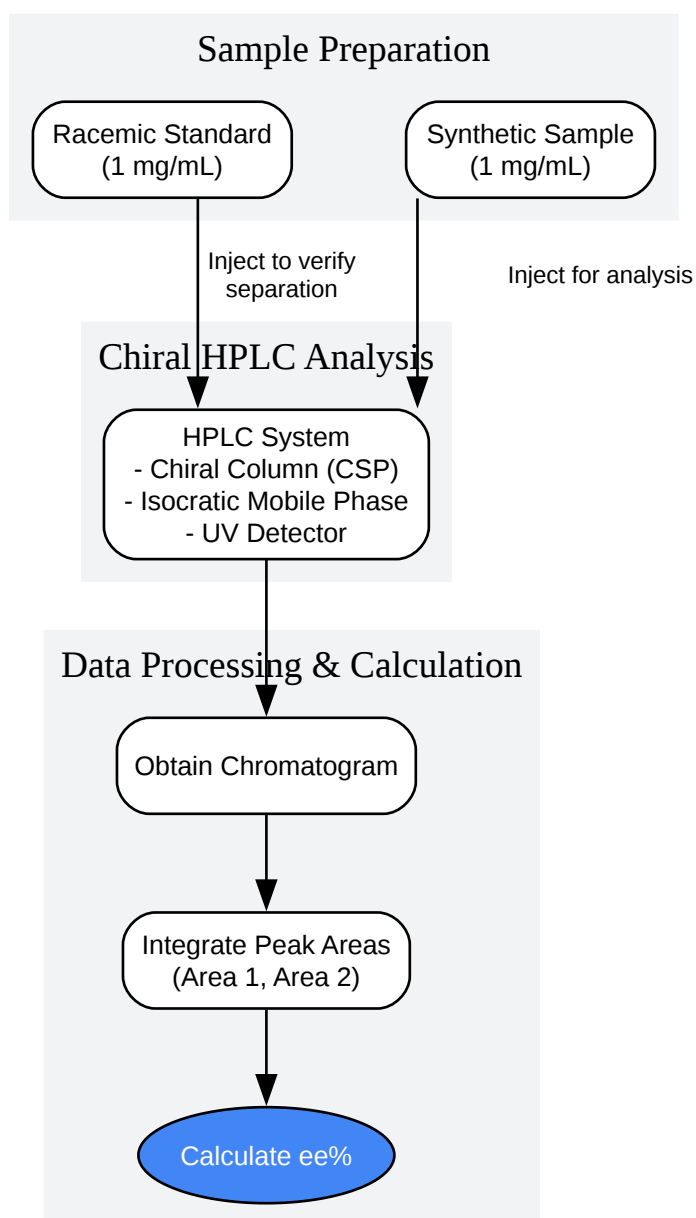 Sample Preparation
Racemic Standard
(1 mg/mL)
Synthetic Sample
(1 mg/mL)
Inject to verify
separation
Inject for analysis
Chiral HPLC Analysis
HPLC System
- Chiral Column (CSP)
- Isocratic Mobile Phase
- UV Detector
Data Processing & Calculation
Obtain Chromatogram
Integrate Peak Areas
(Area 1, Area 2)
Calculate ee%